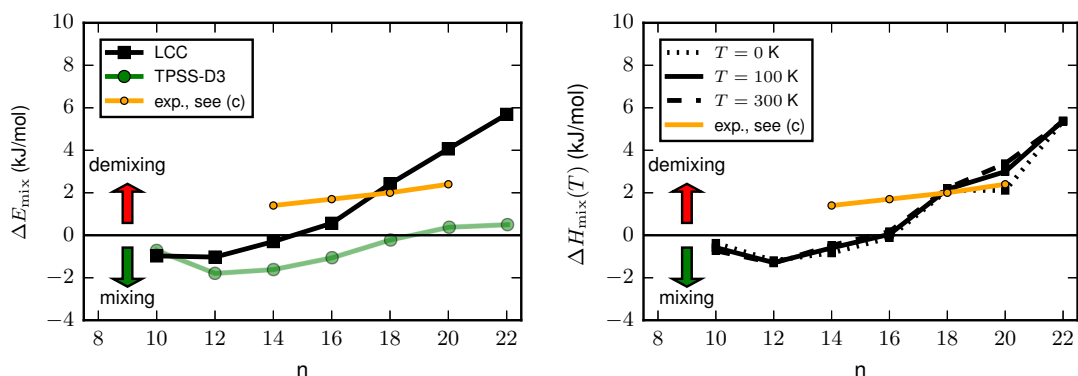 10
8
6
4
2
0
−2
−4
ΔE_mix (kJ/mol)
LCC
TPSS-D3
exp., see (c)
demixing
mixing
8 10 12 14 16 18 20 22
n
10
8
6
4
2
0
−2
−4
ΔH_mix(T) (kJ/mol)
T = 0 K
T = 100 K
T = 300 K
exp., see (c)
demixing
mixing
8 10 12 14 16 18 20 22
n